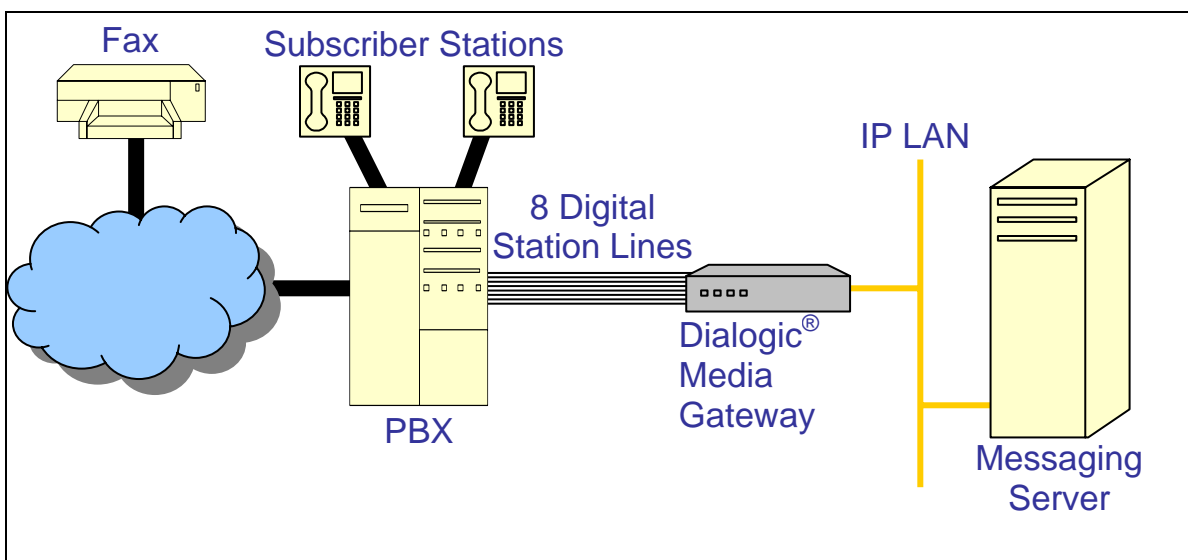 Fax
Subscriber Stations
IP LAN
8 Digital
Station Lines
Dialogic®
Media
Gateway
PBX
Messaging
Server